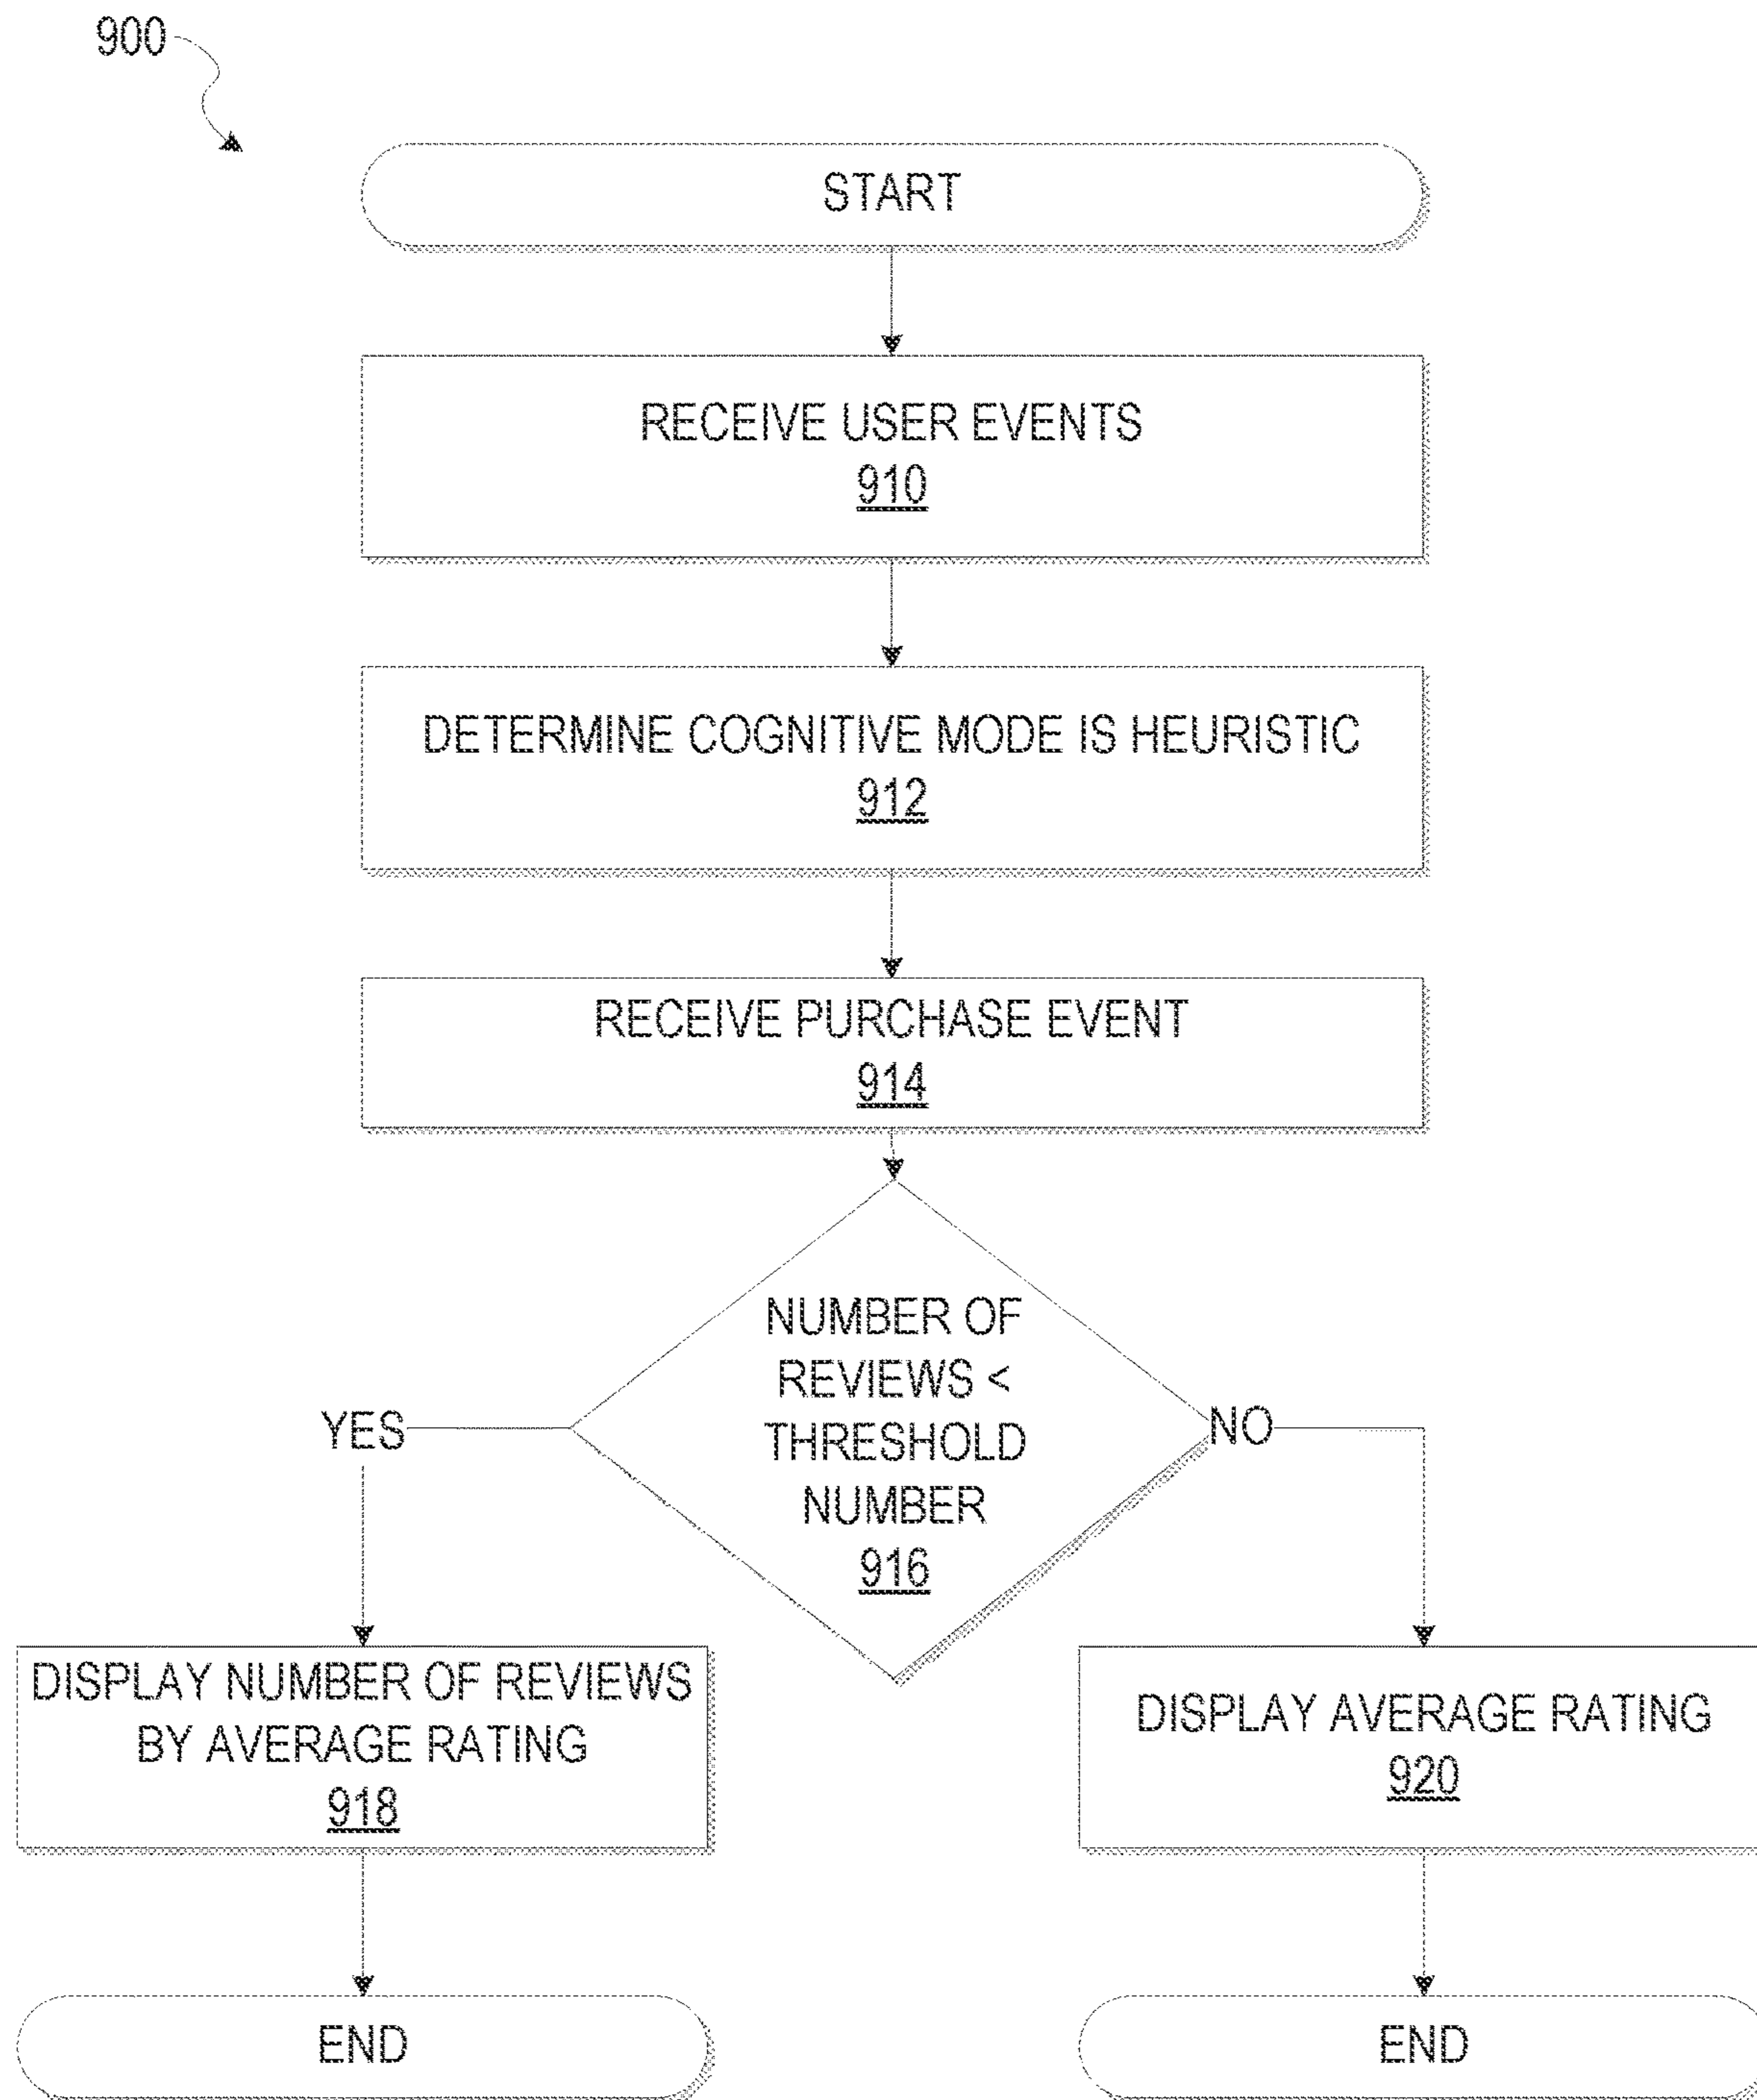 900
START
RECEIVE USER EVENTS
910
DETERMINE COGNITIVE MODE IS HEURISTIC
912
RECEIVE PURCHASE EVENT
914
NUMBER OF
REVIEWS <
THRESHOLD
NUMBER
916
YES
NO
DISPLAY NUMBER OF REVIEWS
BY AVERAGE RATING
918
DISPLAY AVERAGE RATING
920
END
END